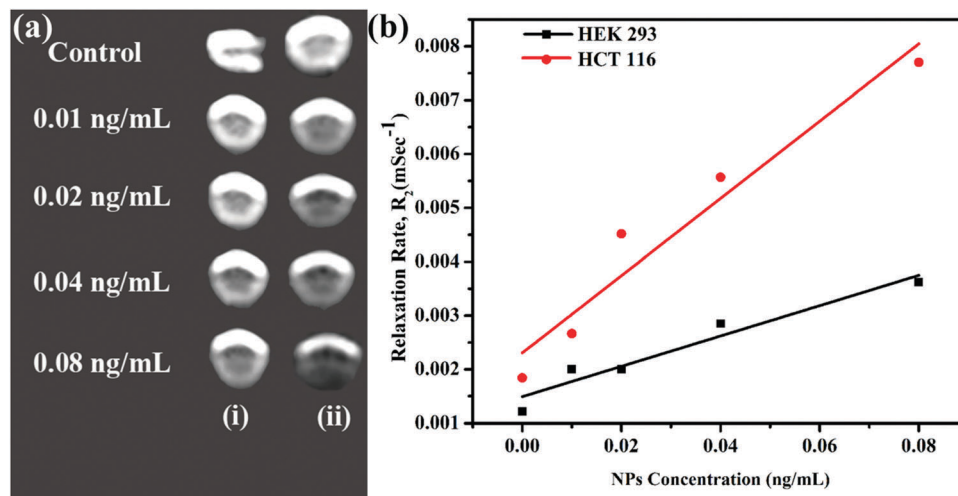 (a)
Control
0.01 ng/mL
0.02 ng/mL
0.04 ng/mL
0.08 ng/mL
(i) (ii)
(b)
HEK 293
HCT 116
0.008
0.007
0.006
0.005
0.004
0.003
0.002
0.001
Relaxation Rate, R₂(mSec⁻¹)
0.00 0.02 0.04 0.06 0.08
NPs Concentration (ng/mL)